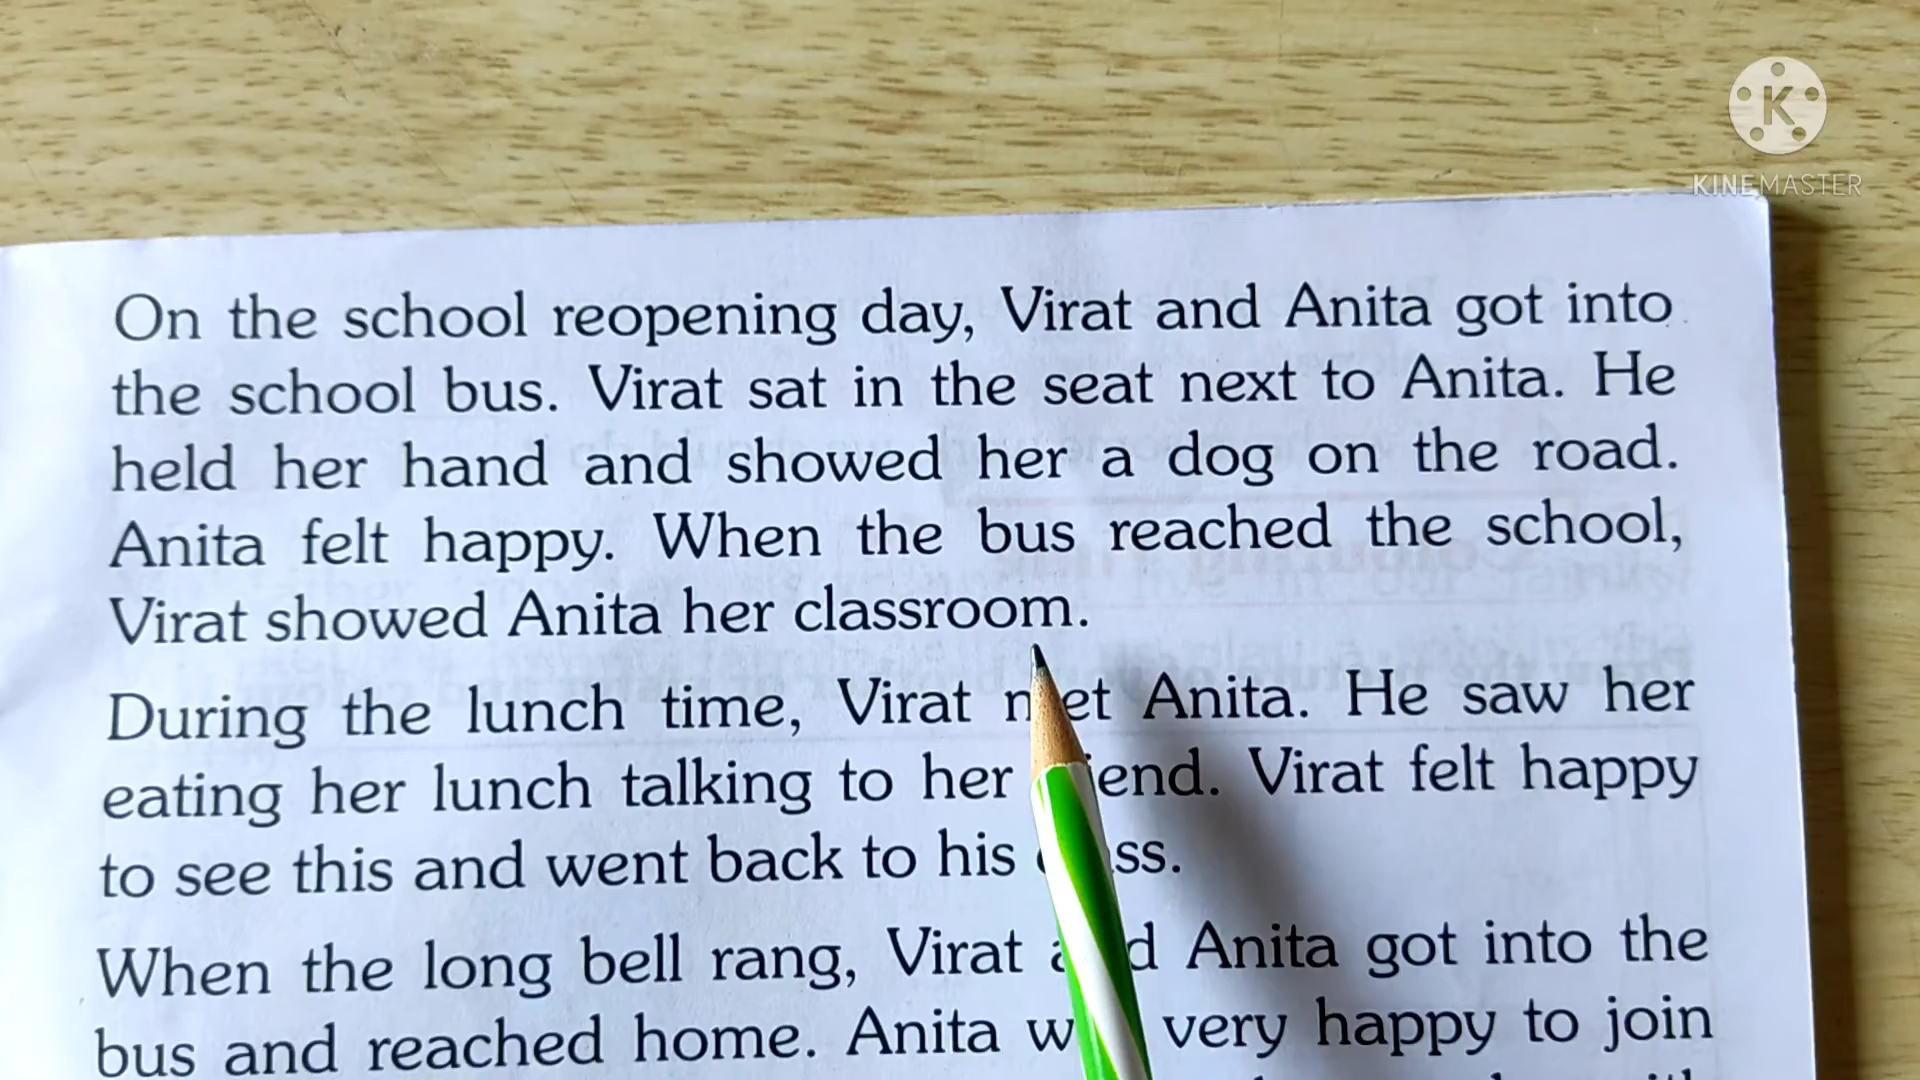 KINEMASTER
On the school reopening day, Virat and Anita got into
the school bus. Virat sat in the seat next to Anita. He
held her hand and showed her a dog on the road.
Anita felt happy. When the bus reached the school,
Virat showed Anita her classroom.
During the lunch time, Virat met Anita. He saw her
eating her lunch talking to her friend. Virat felt happy
to see this and went back to his class.
When the long bell rang, Virat and Anita got into the
bus and reached home. Anita was very happy to join